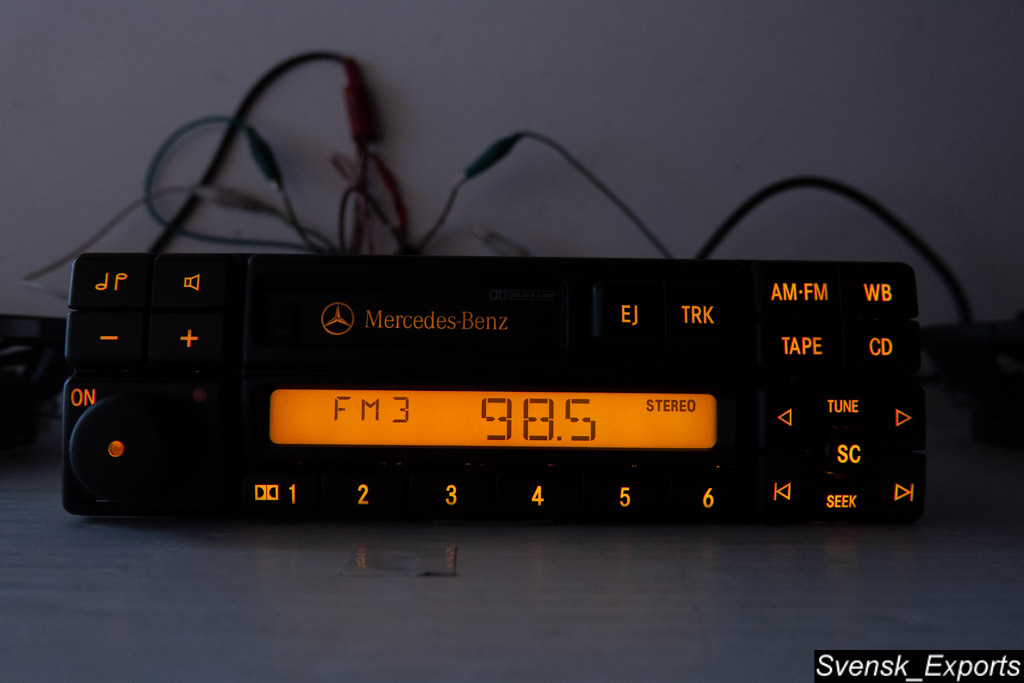 Mercedes-Benz
EJ
TRK
AM·FM
WB
TAPE
CD
ON
FM3 98.5 STEREO
TUNE
SC
SEEK
1 2 3 4 5 6
Svensk_Exports